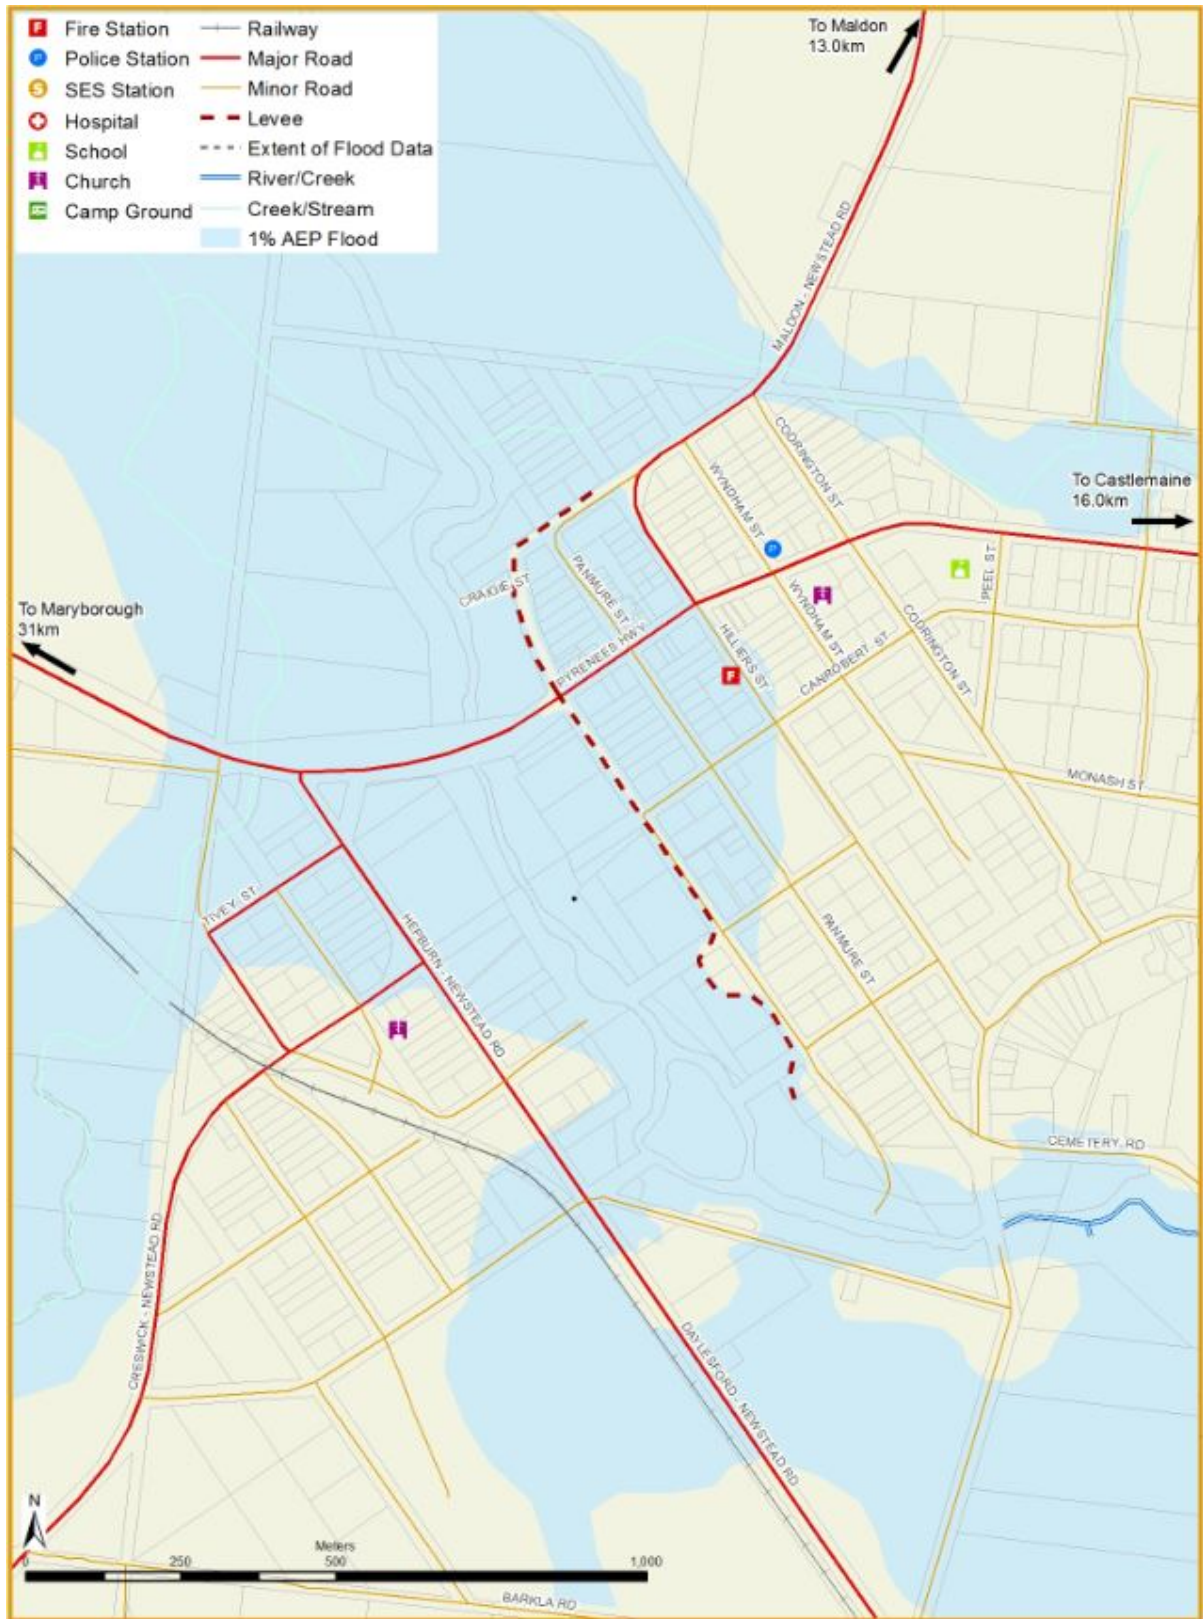 Fire Station
Police Station
SES Station
Hospital
School
Church
Camp Ground
Railway
Major Road
Minor Road
Levee
Extent of Flood Data
River/Creek
Creek/Stream
1% AEP Flood
To Maldon
13.0km
MALDON - NEWSTEAD RD
CODRINGTON ST
WYNDHAM ST
To Castlemaine
16.0km
CRAIGIE ST
PANMURE ST
PEEL ST
To Maryborough
31km
PYRENEES HWY
HILLIERS ST
WYNDHAM ST
CANROBERT ST
CODRINGTON ST
F
MONASH ST
TIVEY ST
HEPBURN - NEWSTEAD RD
PANMURE ST
CEMETERY RD
CRESWICK - NEWSTEAD RD
DAYLESFORD - NEWSTEAD RD
N
Meters
0 250 500 1,000
BARKLA RD